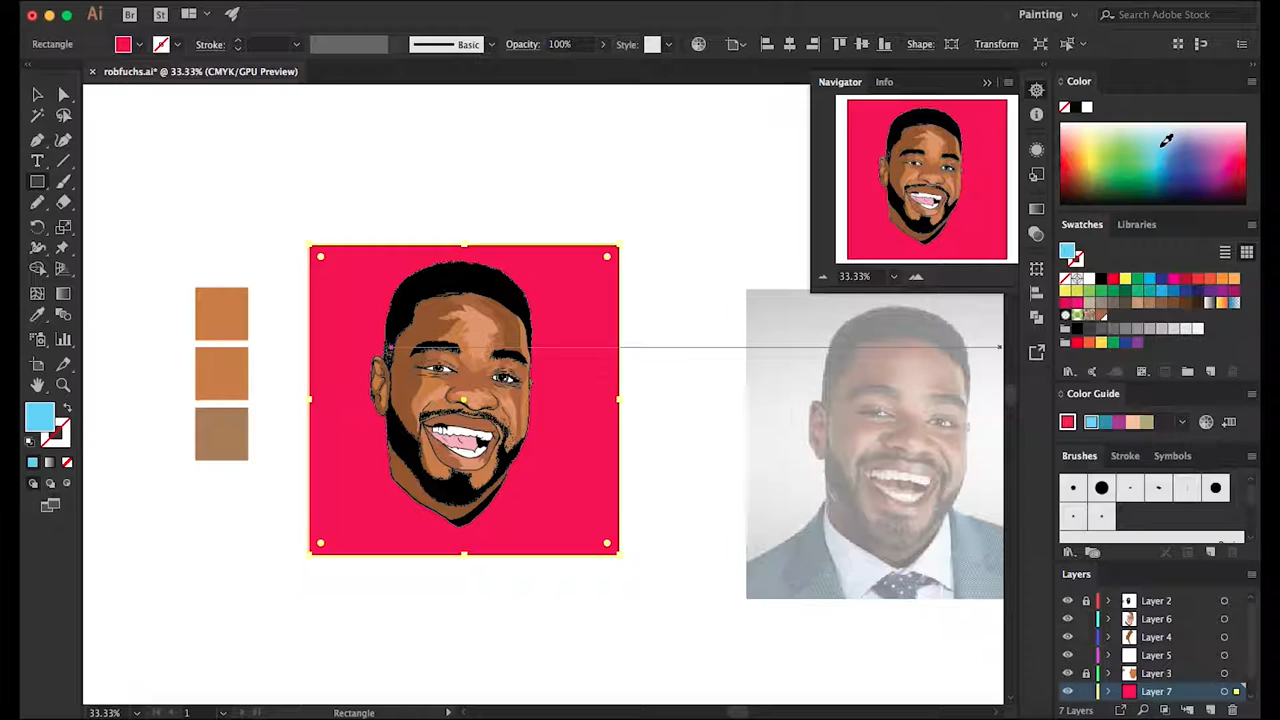 Ai Br St Painting Search Adobe Stock
Rectangle Stroke: Basic Opacity: 100% Style: Shape: Transform
× robfuchs.ai* @ 33.33% (CMYK/GPU Preview)
Navigator Info
33.33%
Color
Swatches Libraries
Color Guide
Brushes Stroke Symbols
Layers
Layer 2
Layer 6
Layer 4
Layer 5
Layer 3
Layer 7
7 Layers
33.33% 1 Rectangle